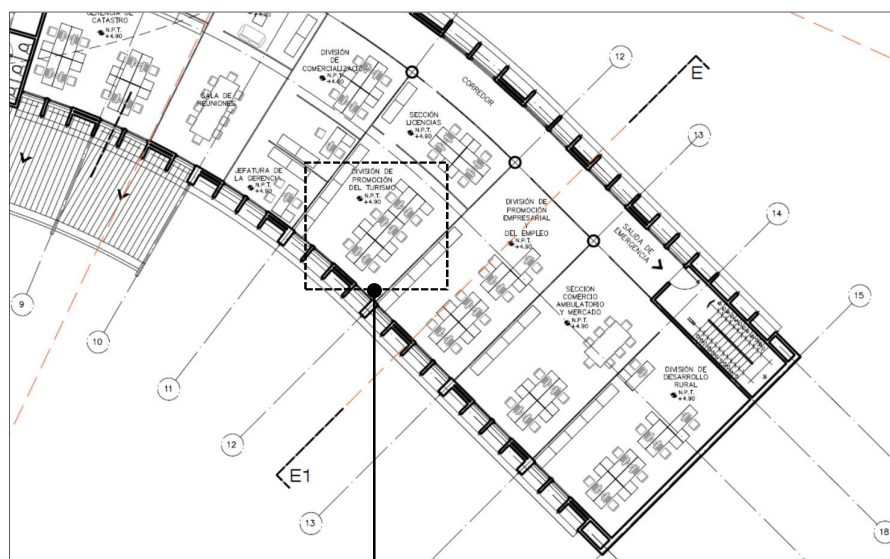 GERENCIA DE
CATASTRO
N.P.T.
+4.90
SALA DE
REUNIONES
DIVISIÓN
DE
COMERCIALIZACIÓN
N.P.T.
+4.90
CORREDOR
SECCIÓN
LICENCIAS
N.P.T.
+4.90
JEFATURA DE
LA GERENCIA
N.P.T.
+4.90
DIVISIÓN DE
PROMOCIÓN
DEL TURISMO
N.P.T.
+4.90
DIVISIÓN DE
PROMOCIÓN
EMPRESARIAL
DEL EMPLEO
N.P.T.
+4.90
SALIDA DE
EMERGENCIA
SECCION
COMERCIO
AMBULATORIO
Y MERCADO
N.P.T.
+4.90
DIVISIÓN DE
DESARROLLO
RURAL
N.P.T.
+4.90
E
E1
12
13
14
15
9
10
11
12
13
18